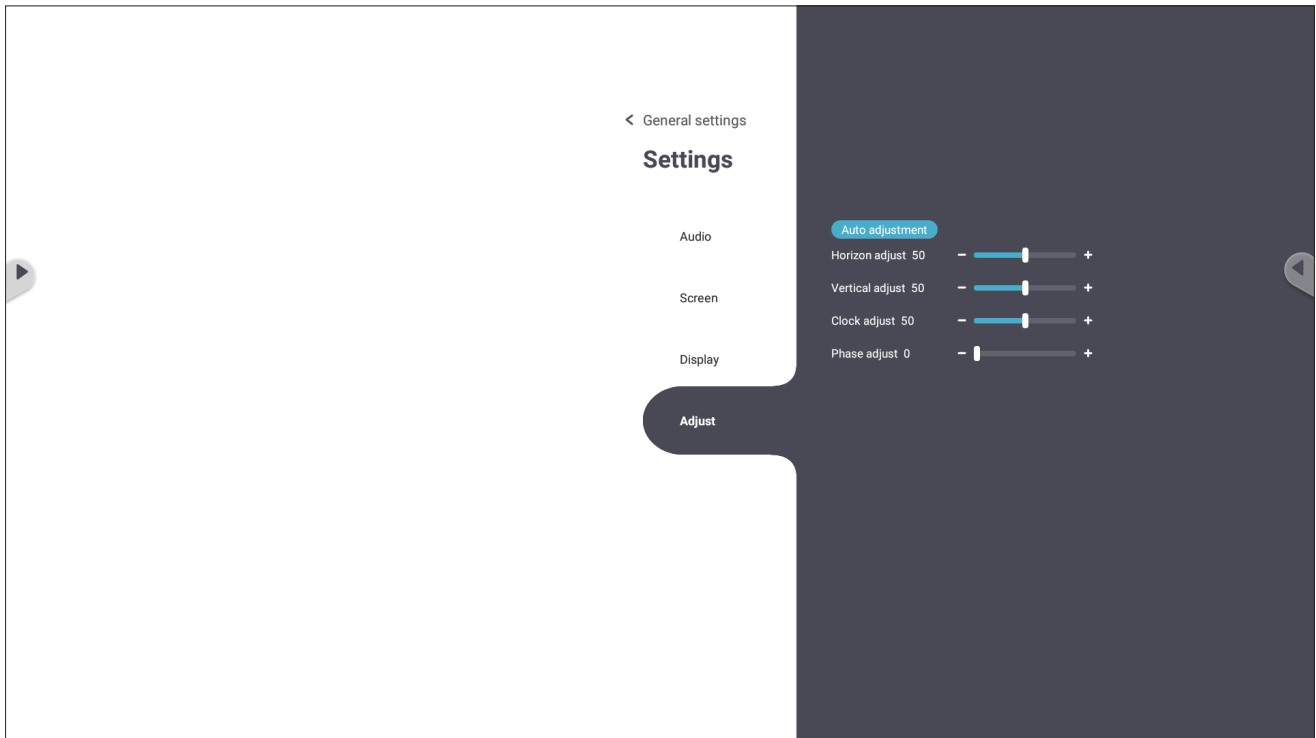 General settings
Settings
Audio
Screen
Display
Adjust
Auto adjustment
Horizon adjust 50 - +
Vertical adjust 50 - +
Clock adjust 50 - +
Phase adjust 0 - +